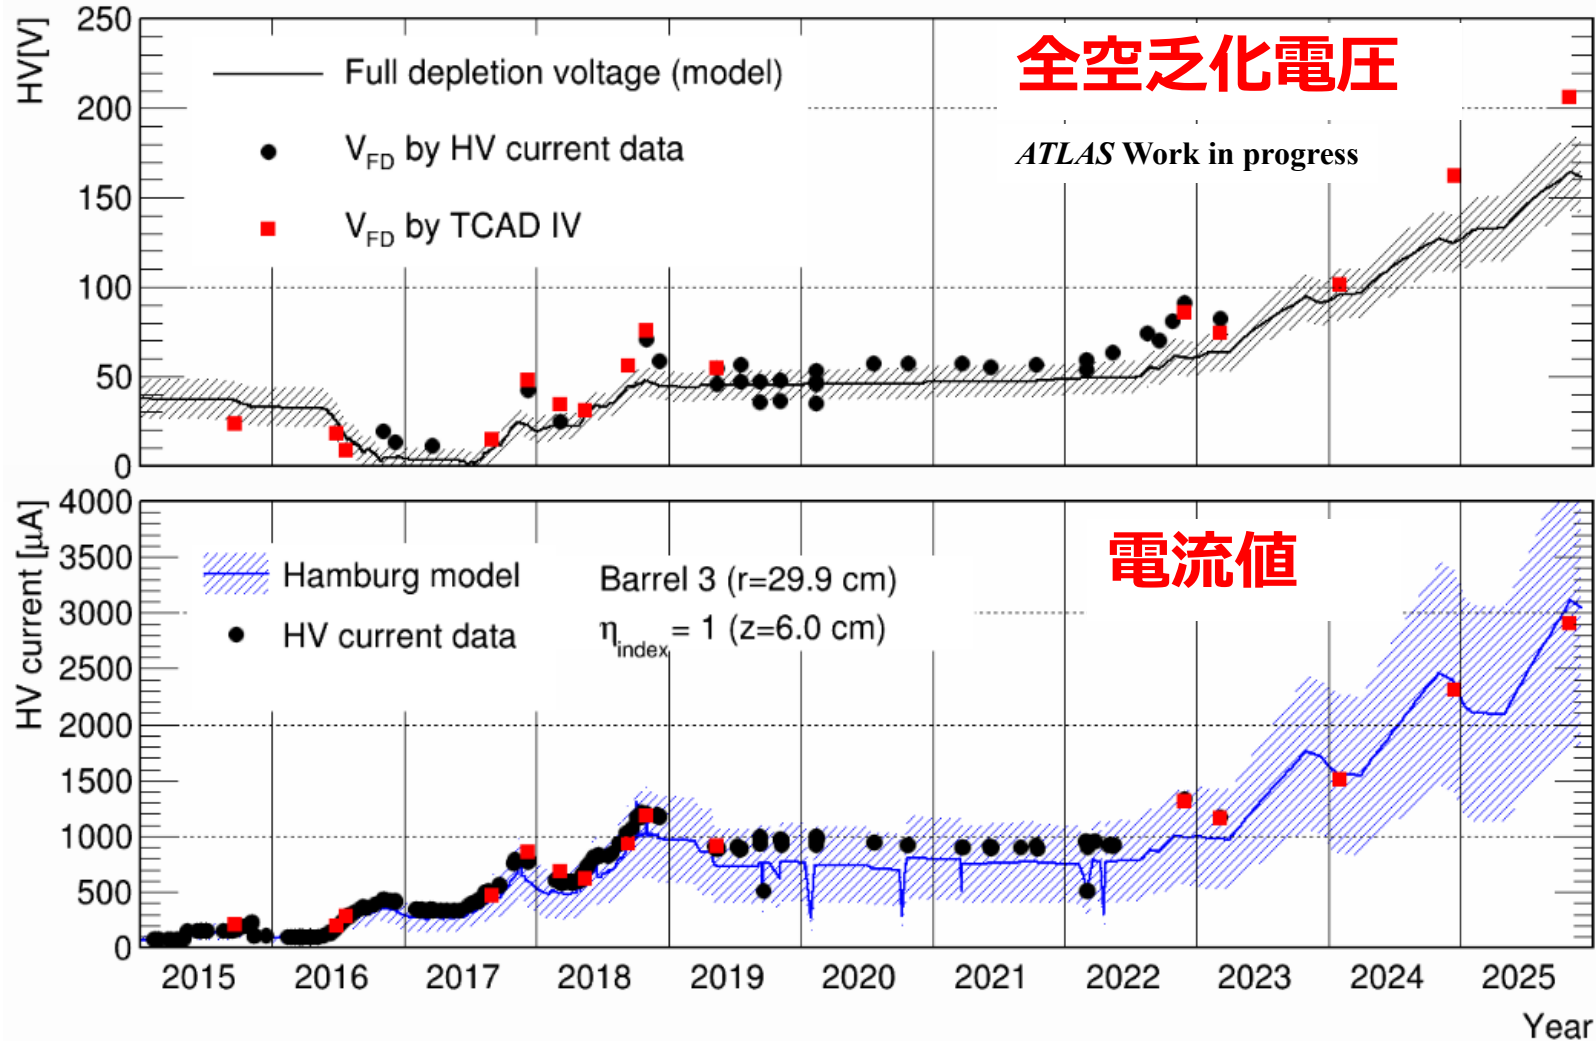 HV[V]
250
200
150
100
50
0
Full depletion voltage (model)
V_FD by HV current data
V_FD by TCAD IV
全空乏化電圧
ATLAS Work in progress
HV current [μA]
4000
3500
3000
2500
2000
1500
1000
500
0
Hamburg model
HV current data
Barrel 3 (r=29.9 cm)
η_index = 1 (z=6.0 cm)
電流値
2015 2016 2017 2018 2019 2020 2021 2022 2023 2024 2025
Year